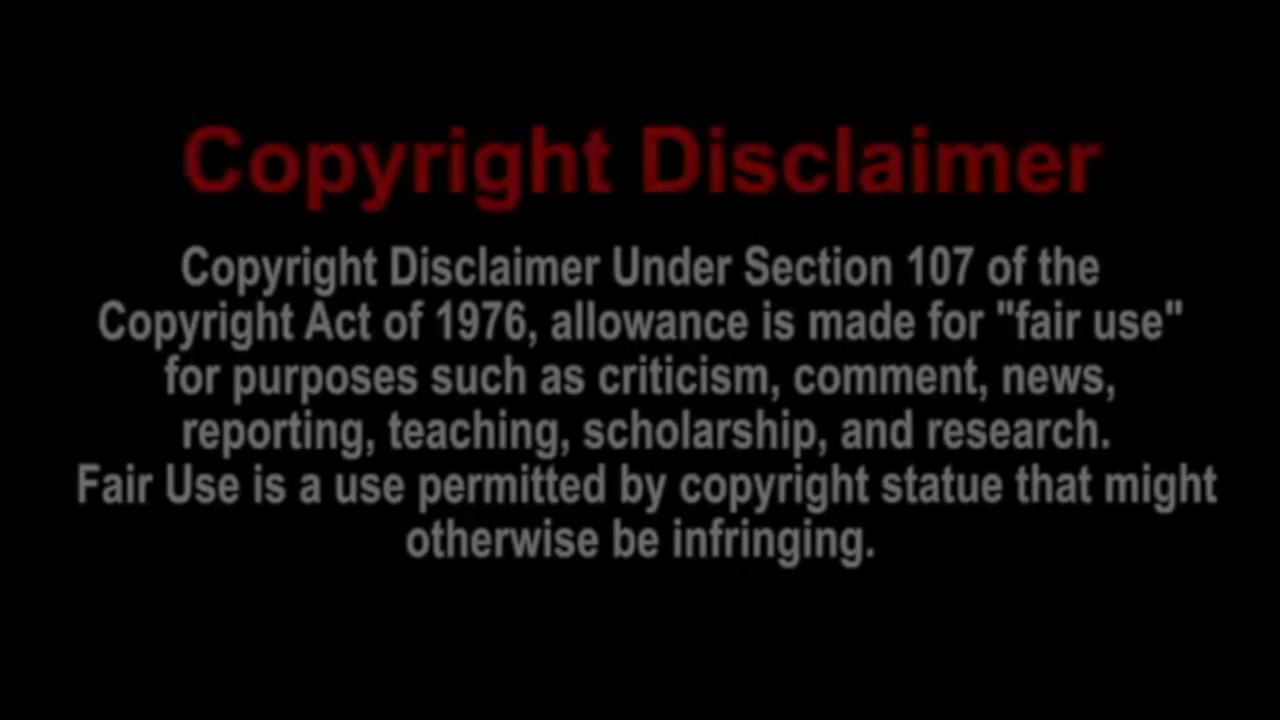 Copyright Disclaimer
Copyright Disclaimer Under Section 107 of the
Copyright Act of 1976, allowance is made for "fair use"
for purposes such as criticism, comment, news,
reporting, teaching, scholarship, and research.
Fair Use is a use permitted by copyright statue that might
otherwise be infringing.